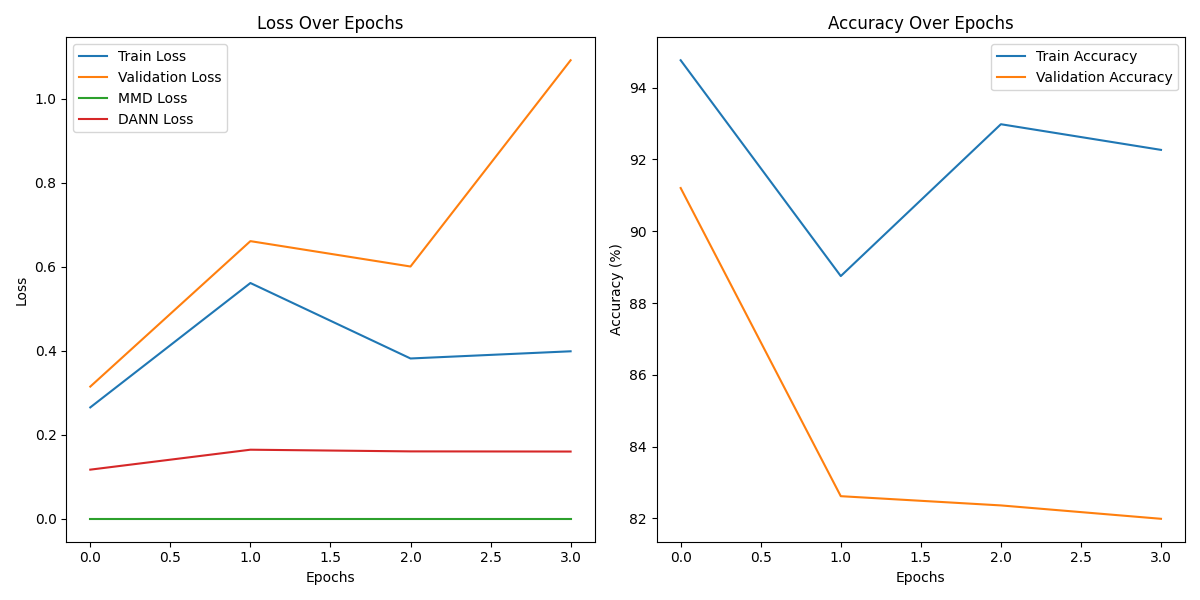 Loss Over Epochs
Train Loss
Validation Loss
MMD Loss
DANN Loss
Loss
1.0
0.8
0.6
0.4
0.2
0.0
0.0 0.5 1.0 1.5 2.0 2.5 3.0
Epochs
Accuracy Over Epochs
Train Accuracy
Validation Accuracy
Accuracy (%)
94
92
90
88
86
84
82
0.0 0.5 1.0 1.5 2.0 2.5 3.0
Epochs